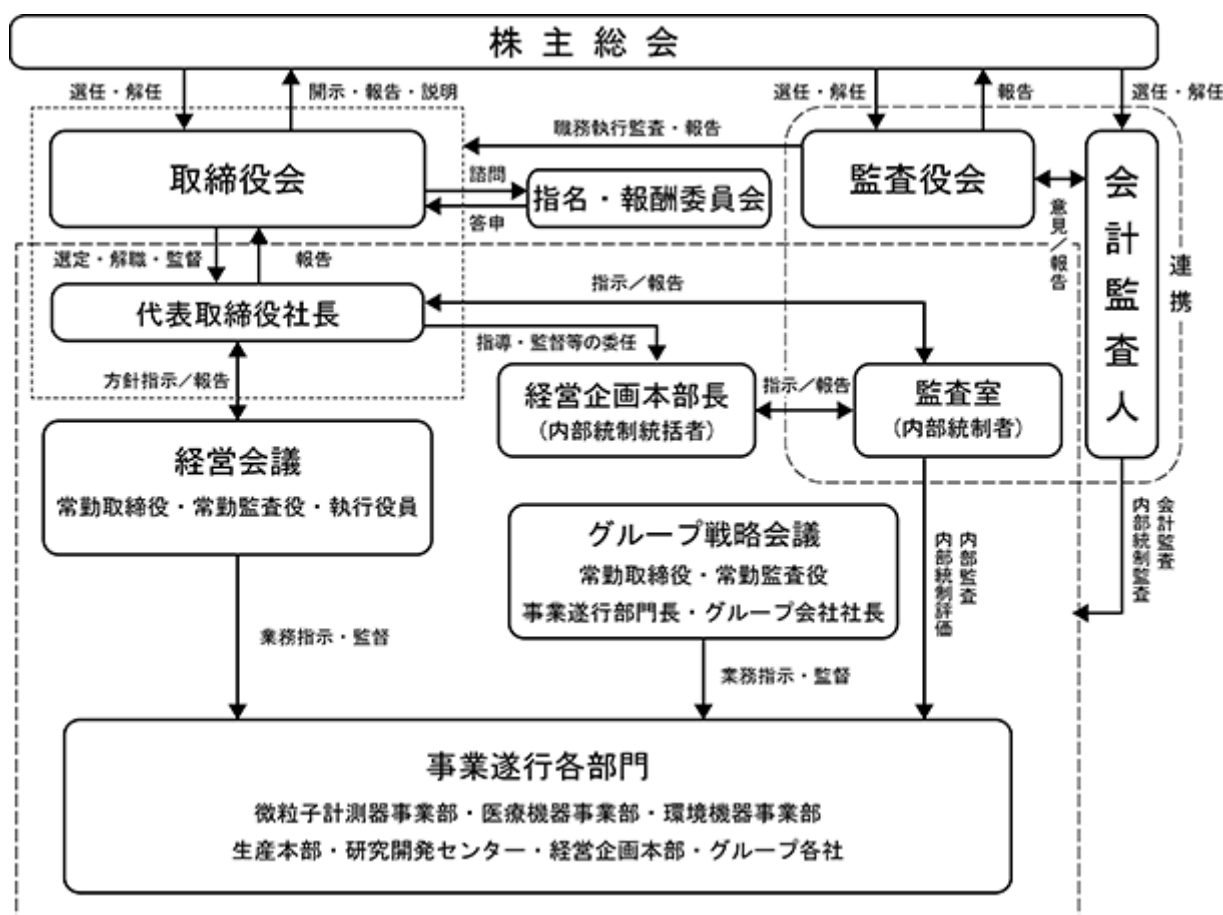 株主総会
選任・解任
開示・報告・説明
選任・解任
報告
選任・解任
職務執行監査・報告
取締役会
諮問
答申
指名・報酬委員会
監査役会
意見／報告
会計監査人
連携
選定・解職・監督
報告
指示／報告
代表取締役社長
指導・監督等の委任
方針指示／報告
経営企画本部長
（内部統制統括者）
指示／報告
監査室
（内部統制者）
経営会議
常勤取締役・常勤監査役・執行役員
グループ戦略会議
常勤取締役・常勤監査役
事業遂行部門長・グループ会社社長
内部監査
内部統制評価
会計監査
内部統制監査
業務指示・監督
業務指示・監督
事業遂行各部門
微粒子計測器事業部・医療機器事業部・環境機器事業部
生産本部・研究開発センター・経営企画本部・グループ各社